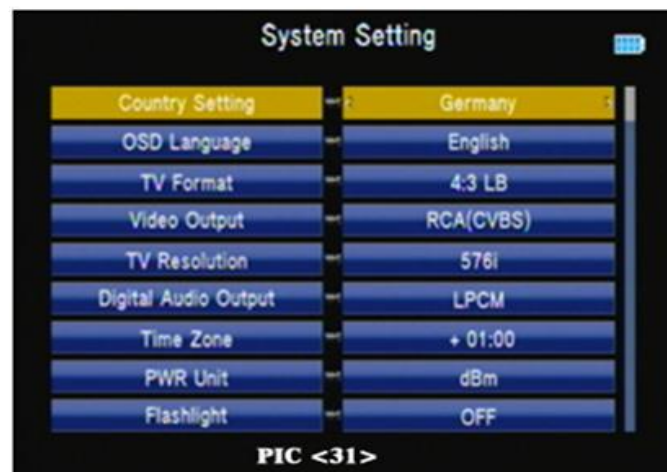 System Setting
Country Setting Germany
OSD Language English
TV Format 4:3 LB
Video Output RCA(CVBS)
TV Resolution 576i
Digital Audio Output LPCM
Time Zone + 01:00
PWR Unit dBm
Flashlight OFF
PIC <31>